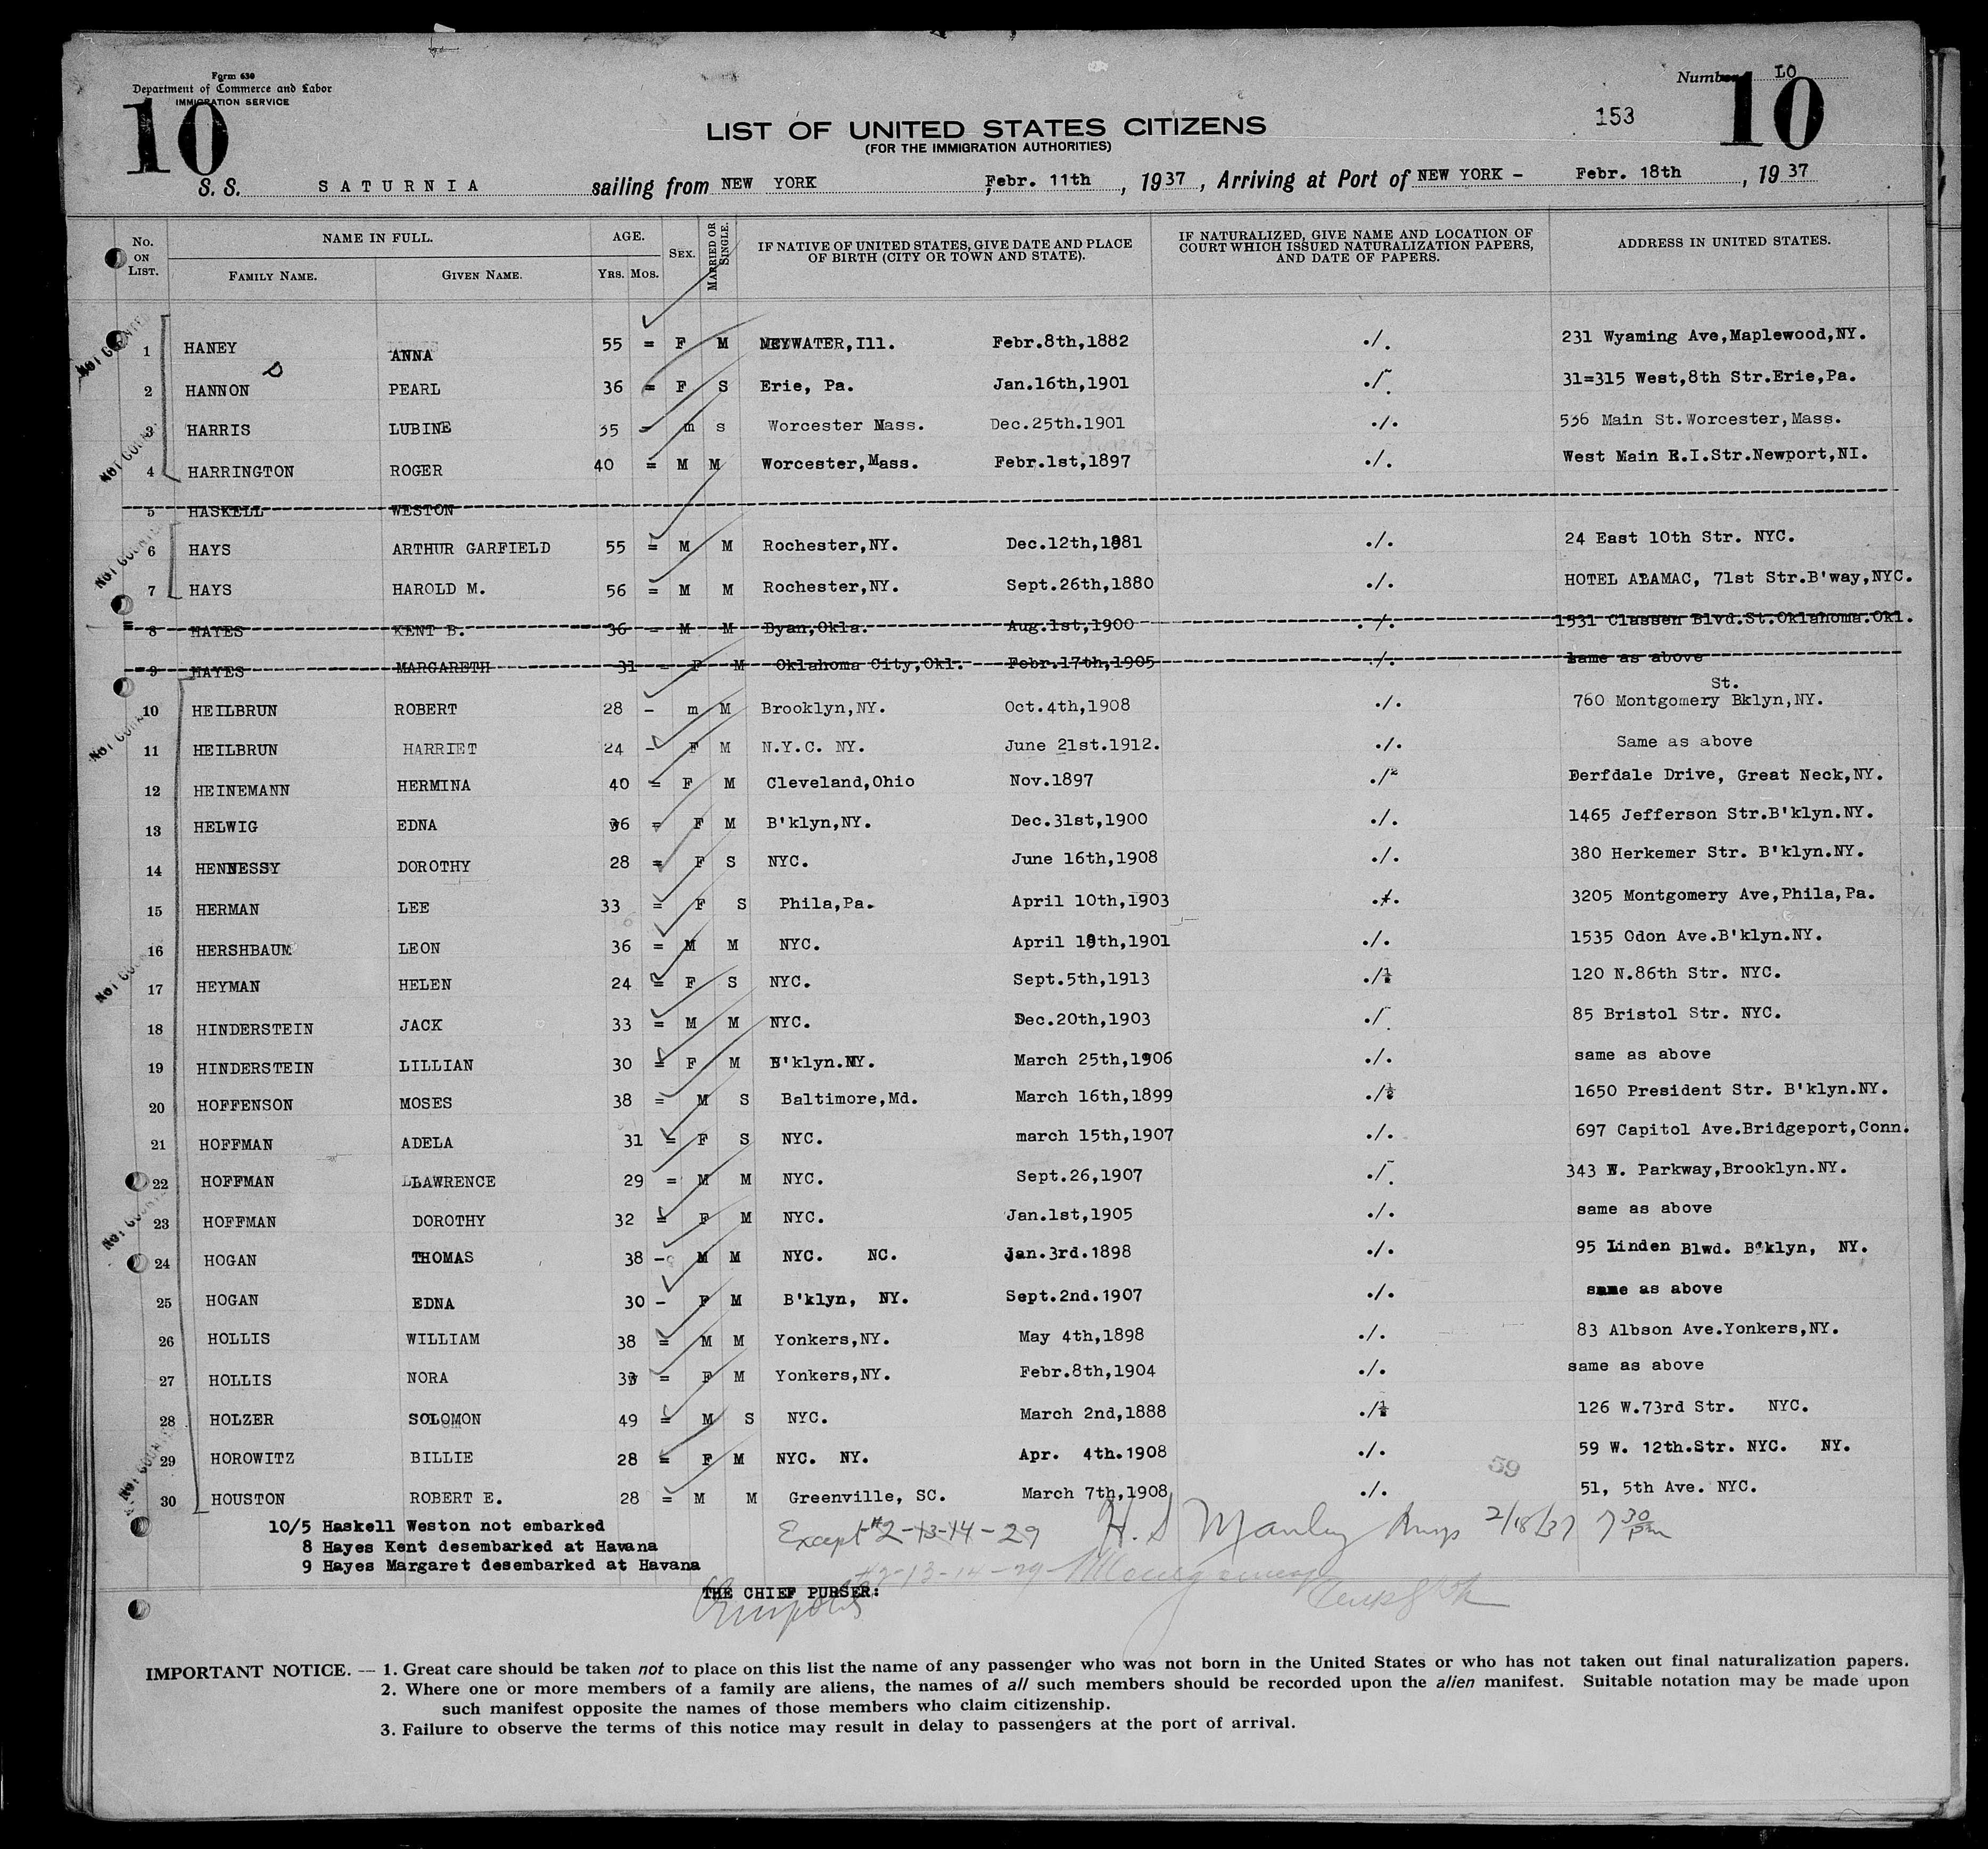 Form 630
Department of Commerce and Labor
IMMIGRATION SERVICE
10
Number LO
10
153
LIST OF UNITED STATES CITIZENS
(FOR THE IMMIGRATION AUTHORITIES)
S. S. SATURNIA sailing from NEW YORK Febr. 11th, 1937, Arriving at Port of NEW YORK - Febr. 18th, 1937
No. ON LIST. NAME IN FULL. FAMILY NAME. GIVEN NAME. AGE. YRS. MOS. SEX. MARRIED OR SINGLE. IF NATIVE OF UNITED STATES, GIVE DATE AND PLACE OF BIRTH (CITY OR TOWN AND STATE). IF NATURALIZED, GIVE NAME AND LOCATION OF COURT WHICH ISSUED NATURALIZATION PAPERS, AND DATE OF PAPERS. ADDRESS IN UNITED STATES.
1 HANEY ANNA 55 = F M Febr.8th,1882 ./. 231 Wyaming Ave,Maplewood,NY.
2 HANNON PEARL 36 = F S Erie, Pa. Jan.16th,1901 ./. 31=315 West,8th Str.Erie,Pa.
3 HARRIS LUBINE 35 - m s Worcester Mass. Dec.25th.1901 ./. 536 Main St.Worcester,Mass.
4 HARRINGTON ROGER 40 = M M Worcester,Mass. Febr.1st,1897 ./. West Main R.I.Str.Newport,NI.
5 HASKELL WESTON
6 HAYS ARTHUR GARFIELD 55 = M M Rochester,NY. Dec.12th,1881 ./. 24 East 10th Str. NYC.
7 HAYS HAROLD M. 56 = M M Rochester,NY. Sept.26th,1880 ./. HOTEL ALAMAC, 71st Str.B'way,NYC.
8 HAYES KENT B. 36 - M M Dyan,Okla. Aug.1st,1900 ./. 1531 Classen Blvd.St.Oklahoma.Okl.
9 HAYES MARGARETH 31 - F M Oklahoma City,Okl. Febr.17th,1905 ./. same as above
10 HEILBRUN ROBERT 28 - m M Brooklyn,NY. Oct.4th,1908 ./. 760 Montgomery St. Bklyn,NY.
11 HEILBRUN HARRIET 24 - F M N.Y.C. NY. June 21st.1912. ./. Same as above
12 HEINEMANN HERMINA 40 = F M Cleveland,Ohio Nov.1897 ./. Derfdale Drive, Great Neck,NY.
13 HELWIG EDNA 36 = F M B'klyn,NY. Dec.31st,1900 ./. 1465 Jefferson Str.B'klyn.NY.
14 HENNESSY DOROTHY 28 = F S NYC. June 16th,1908 ./. 380 Herkemer Str. B'klyn.NY.
15 HERMAN LEE 33 = F S Phila,Pa. April 10th,1903 ./. 3205 Montgomery Ave,Phila,Pa.
16 HERSHBAUM LEON 36 = M M NYC. April 18th,1901 ./. 1535 Odon Ave.B'klyn.NY.
17 HEYMAN HELEN 24 = F S NYC. Sept.5th,1913 ./. 120 N.86th Str. NYC.
18 HINDERSTEIN JACK 33 = M M NYC. Dec.20th,1903 ./. 85 Bristol Str. NYC.
19 HINDERSTEIN LILLIAN 30 = F M B'klyn.NY. March 25th,1906 ./. same as above
20 HOFFENSON MOSES 38 = M S Baltimore,Md. March 16th,1899 ./. 1650 President Str. B'klyn.NY.
21 HOFFMAN ADELA 31 = F S NYC. march 15th,1907 ./. 697 Capitol Ave.Bridgeport,Conn.
22 HOFFMAN LAWRENCE 29 = M M NYC. Sept.26,1907 ./. 343 E. Parkway,Brooklyn.NY.
23 HOFFMAN DOROTHY 32 = F M NYC. Jan.1st,1905 ./. same as above
24 HOGAN THOMAS 38 - M M NYC. NC. Jan.3rd.1898 ./. 95 Linden Blwd. B'klyn, NY.
25 HOGAN EDNA 30 - F M B'klyn, NY. Sept.2nd.1907 ./. same as above
26 HOLLIS WILLIAM 38 = M M Yonkers,NY. May 4th,1898 ./. 83 Albson Ave.Yonkers,NY.
27 HOLLIS NORA 33 = F M Yonkers,NY. Febr.8th,1904 ./. same as above
28 HOLZER SOLOMON 49 = M S NYC. March 2nd,1888 ./. 126 W.73rd Str. NYC.
29 HOROWITZ BILLIE 28 = F M NYC. NY. Apr. 4th.1908 ./. 59 W. 12th.Str. NYC. NY.
30 HOUSTON ROBERT E. 28 = M M Greenville, SC. March 7th,1908 ./. 51, 5th Ave. NYC.
59
10/5 Haskell Weston not embarked
8 Hayes Kent desembarked at Havana
9 Hayes Margaret desembarked at Havana
Except #2-13-14-29 H. S Manley Insp 2/18/37 7 30 pm
#2-13-14-29
THE CHIEF PURSER:
IMPORTANT NOTICE. — 1. Great care should be taken not to place on this list the name of any passenger who was not born in the United States or who has not taken out final naturalization papers.
2. Where one or more members of a family are aliens, the names of all such members should be recorded upon the alien manifest. Suitable notation may be made upon
such manifest opposite the names of those members who claim citizenship.
3. Failure to observe the terms of this notice may result in delay to passengers at the port of arrival.